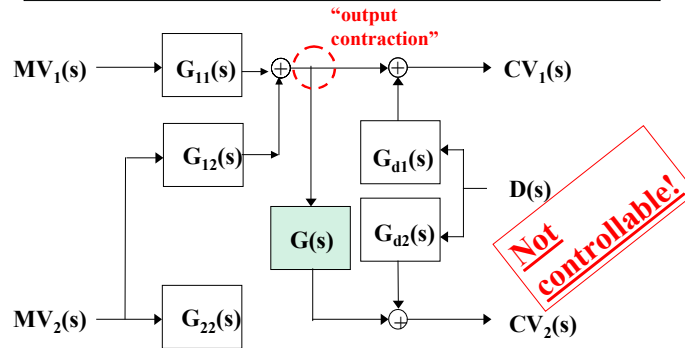 “output
contraction”
MV1(s)
G11(s)
CV1(s)
G12(s)
Gd1(s)
D(s)
G(s)
Gd2(s)
Not
controllable!
MV2(s)
G22(s)
CV2(s)